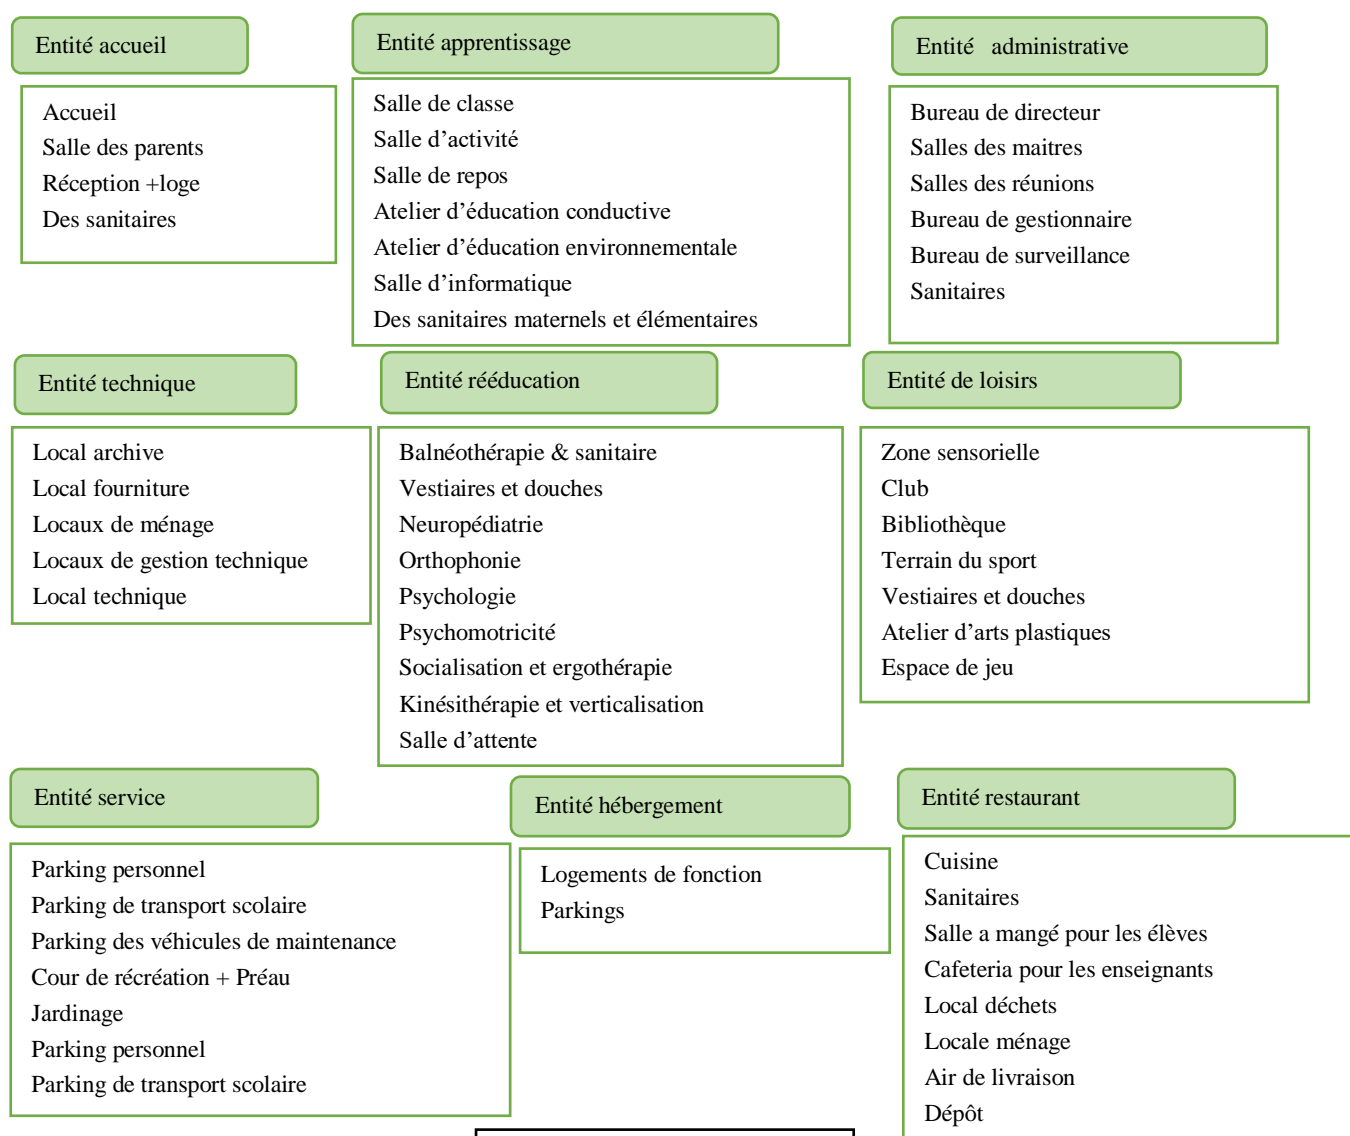 Entité accueil
Accueil
Salle des parents
Réception +loge
Des sanitaires
Entité apprentissage
Salle de classe
Salle d’activité
Salle de repos
Atelier d’éducation conductive
Atelier d’éducation environnementale
Salle d’informatique
Des sanitaires maternels et élémentaires
Entité administrative
Bureau de directeur
Salles des maitres
Salles des réunions
Bureau de gestionnaire
Bureau de surveillance
Sanitaires
Entité technique
Local archive
Local fourniture
Locaux de ménage
Locaux de gestion technique
Local technique
Entité rééducation
Balnéothérapie & sanitaire
Vestiaires et douches
Neuropédiatrie
Orthophonie
Psychologie
Psychomotricité
Socialisation et ergothérapie
Kinésithérapie et verticalisation
Salle d’attente
Entité de loisirs
Zone sensorielle
Club
Bibliothèque
Terrain du sport
Vestiaires et douches
Atelier d’arts plastiques
Espace de jeu
Entité service
Parking personnel
Parking de transport scolaire
Parking des véhicules de maintenance
Cour de récréation + Préau
Jardinage
Parking personnel
Parking de transport scolaire
Entité hébergement
Logements de fonction
Parkings
Entité restaurant
Cuisine
Sanitaires
Salle a mangé pour les élèves
Cafeteria pour les enseignants
Local déchets
Locale ménage
Air de livraison
Dépôt